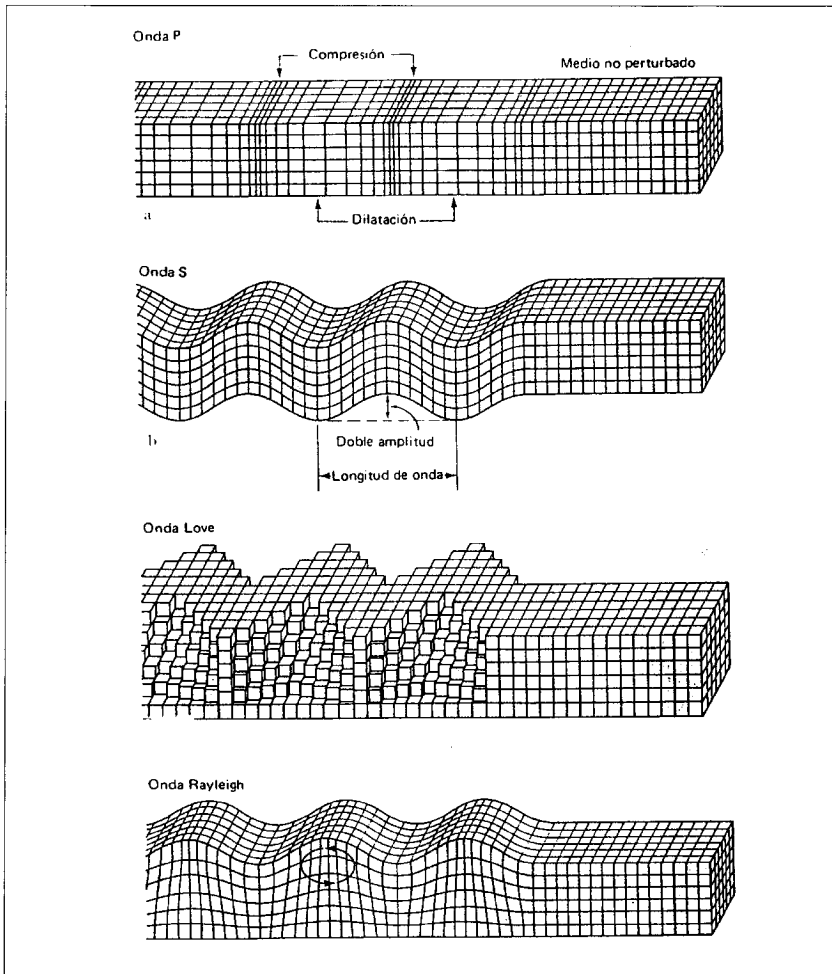 Onda P
Compresión
Medio no perturbado
a
Dilatación
Onda S
b
Doble amplitud
Longitud de onda
Onda Love
Onda Rayleigh